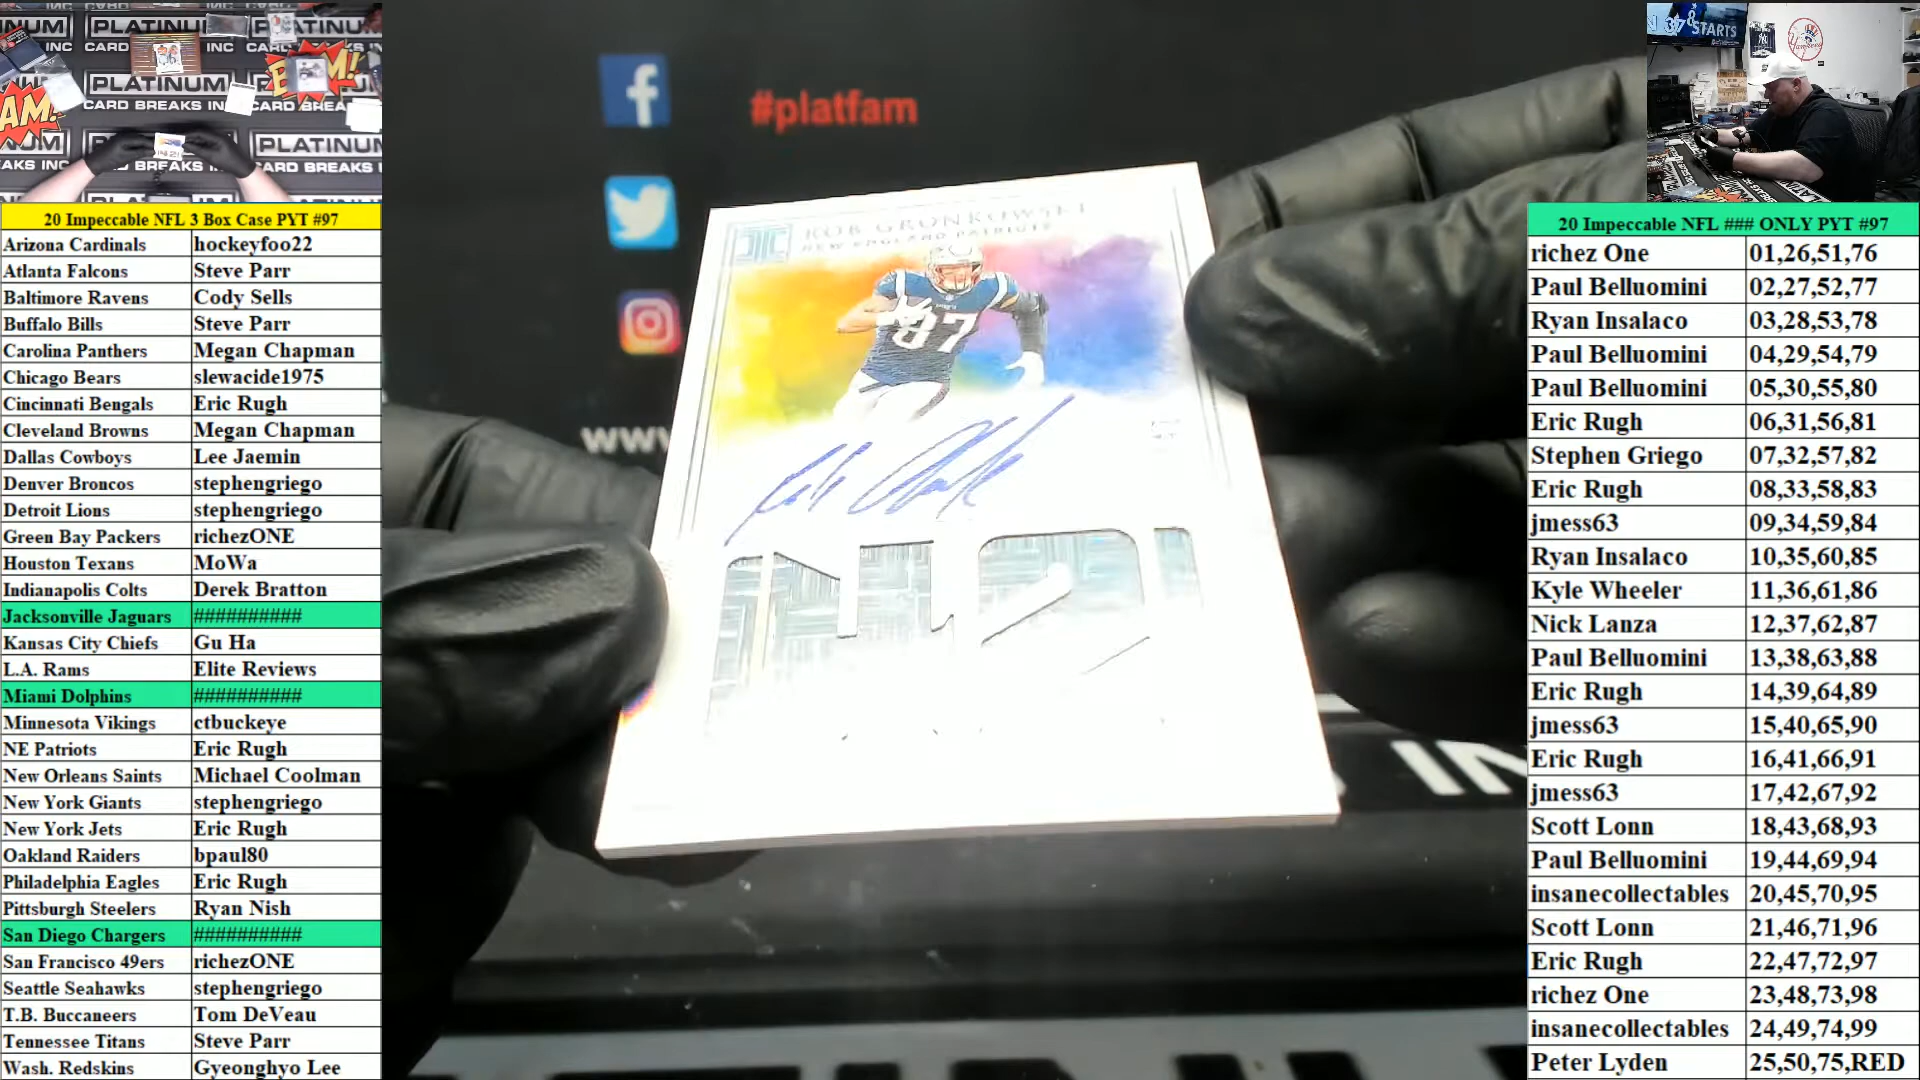 PLATINUM
CARD BREAKS INC
BAM!
#platfam
www
IN
ROB GRONKOWSKI
NEW ENGLAND PATRIOTS
87
37 & STARTS
Yankees
20 Impeccable NFL 3 Box Case PYT #97
Arizona Cardinals hockeyfoo22
Atlanta Falcons Steve Parr
Baltimore Ravens Cody Sells
Buffalo Bills Steve Parr
Carolina Panthers Megan Chapman
Chicago Bears slewacide1975
Cincinnati Bengals Eric Rugh
Cleveland Browns Megan Chapman
Dallas Cowboys Lee Jaemin
Denver Broncos stephengriego
Detroit Lions stephengriego
Green Bay Packers richezONE
Houston Texans MoWa
Indianapolis Colts Derek Bratton
Jacksonville Jaguars ##########
Kansas City Chiefs Gu Ha
L.A. Rams Elite Reviews
Miami Dolphins ##########
Minnesota Vikings ctbuckeye
NE Patriots Eric Rugh
New Orleans Saints Michael Coolman
New York Giants stephengriego
New York Jets Eric Rugh
Oakland Raiders bpaul80
Philadelphia Eagles Eric Rugh
Pittsburgh Steelers Ryan Nish
San Diego Chargers ##########
San Francisco 49ers richezONE
Seattle Seahawks stephengriego
T.B. Buccaneers Tom DeVeau
Tennessee Titans Steve Parr
Wash. Redskins Gyeonghyo Lee
20 Impeccable NFL ### ONLY PYT #97
richez One 01,26,51,76
Paul Belluomini 02,27,52,77
Ryan Insalaco 03,28,53,78
Paul Belluomini 04,29,54,79
Paul Belluomini 05,30,55,80
Eric Rugh 06,31,56,81
Stephen Griego 07,32,57,82
Eric Rugh 08,33,58,83
jmess63 09,34,59,84
Ryan Insalaco 10,35,60,85
Kyle Wheeler 11,36,61,86
Nick Lanza 12,37,62,87
Paul Belluomini 13,38,63,88
Eric Rugh 14,39,64,89
jmess63 15,40,65,90
Eric Rugh 16,41,66,91
jmess63 17,42,67,92
Scott Lonn 18,43,68,93
Paul Belluomini 19,44,69,94
insanecollectables 20,45,70,95
Scott Lonn 21,46,71,96
Eric Rugh 22,47,72,97
richez One 23,48,73,98
insanecollectables 24,49,74,99
Peter Lyden 25,50,75,RED